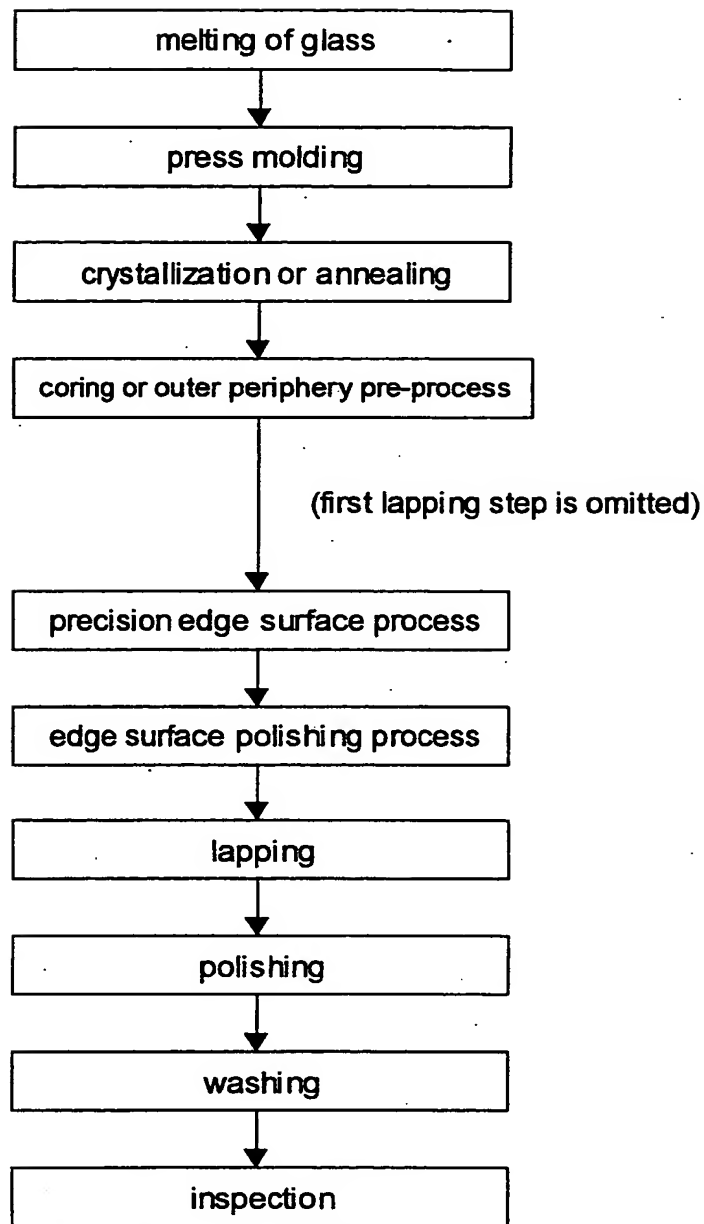 melting of glass
press molding
crystallization or annealing
coring or outer periphery pre-process
(first lapping step is omitted)
precision edge surface process
edge surface polishing process
lapping
polishing
washing
inspection